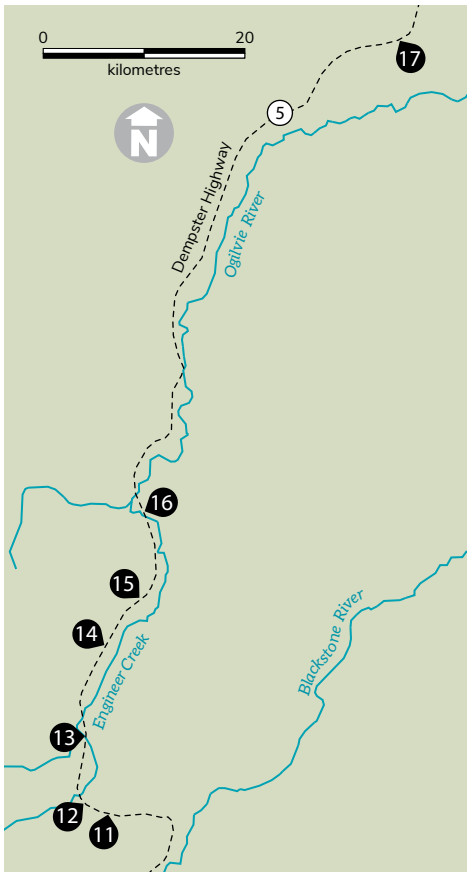 0 20
kilometres
17
5
N
Dempster Highway
Ogilvie River
16
15
14
Engineer Creek
Blackstone River
13
12
11